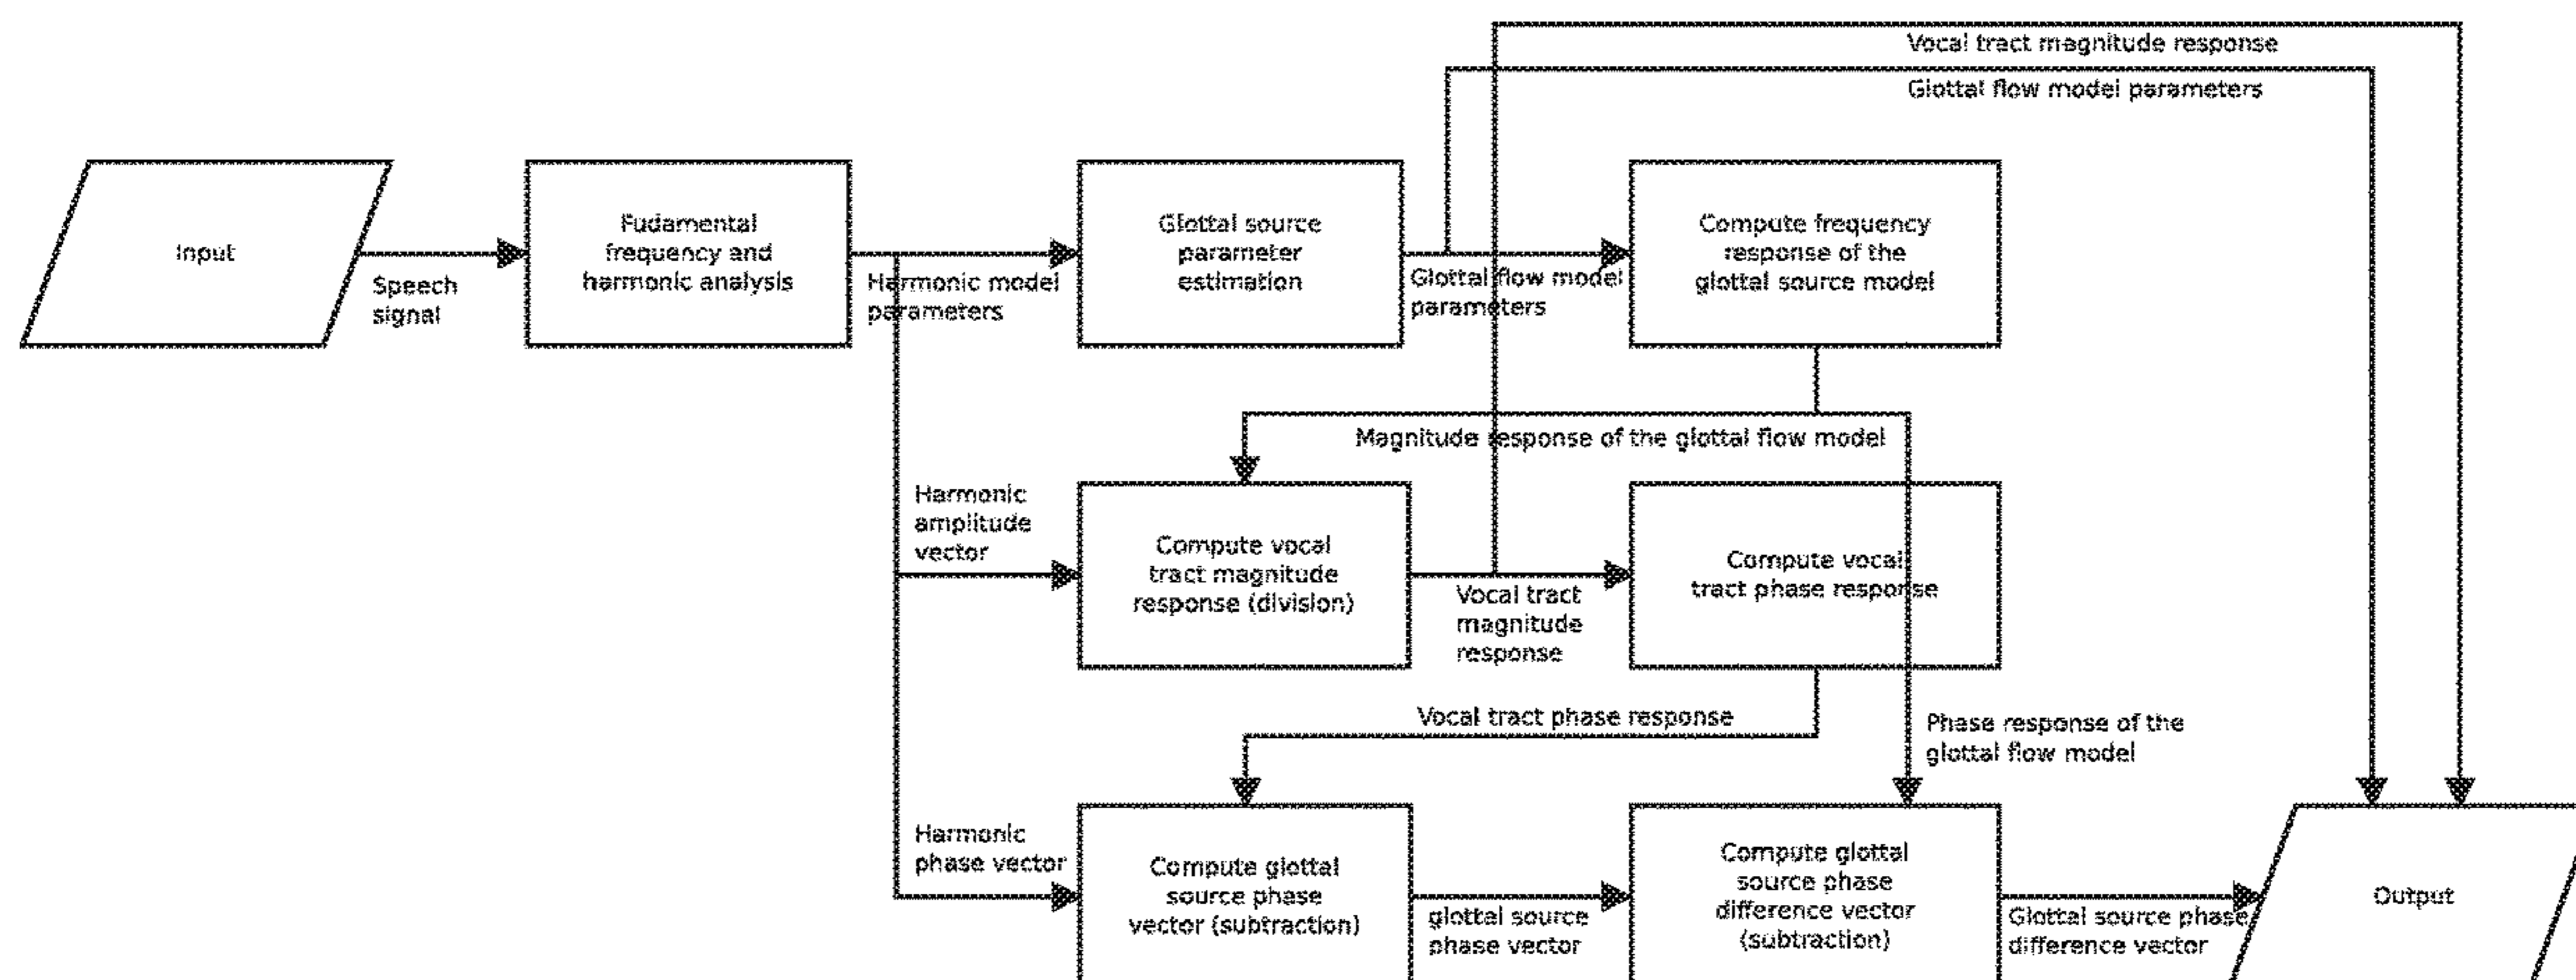 Vocal tract magnitude response
Glottal flow model parameters
Input
Speech
signal
Fudamental
frequency and
harmonic analysis
Harmonic model
parameters
Glottal source
parameter
estimation
Glottal flow model
parameters
Compute frequency
response of the
glottal source model
Magnitude response of the glottal flow model
Harmonic
amplitude
vector
Compute vocal
tract magnitude
response (division)
Vocal tract
magnitude
response
Compute vocal
tract phase response
Vocal tract phase response
Phase response of the
glottal flow model
Harmonic
phase vector
Compute glottal
source phase
vector (subtraction)
glottal source
phase vector
Compute glottal
source phase
difference vector
(subtraction)
Glottal source phase
difference vector
Output